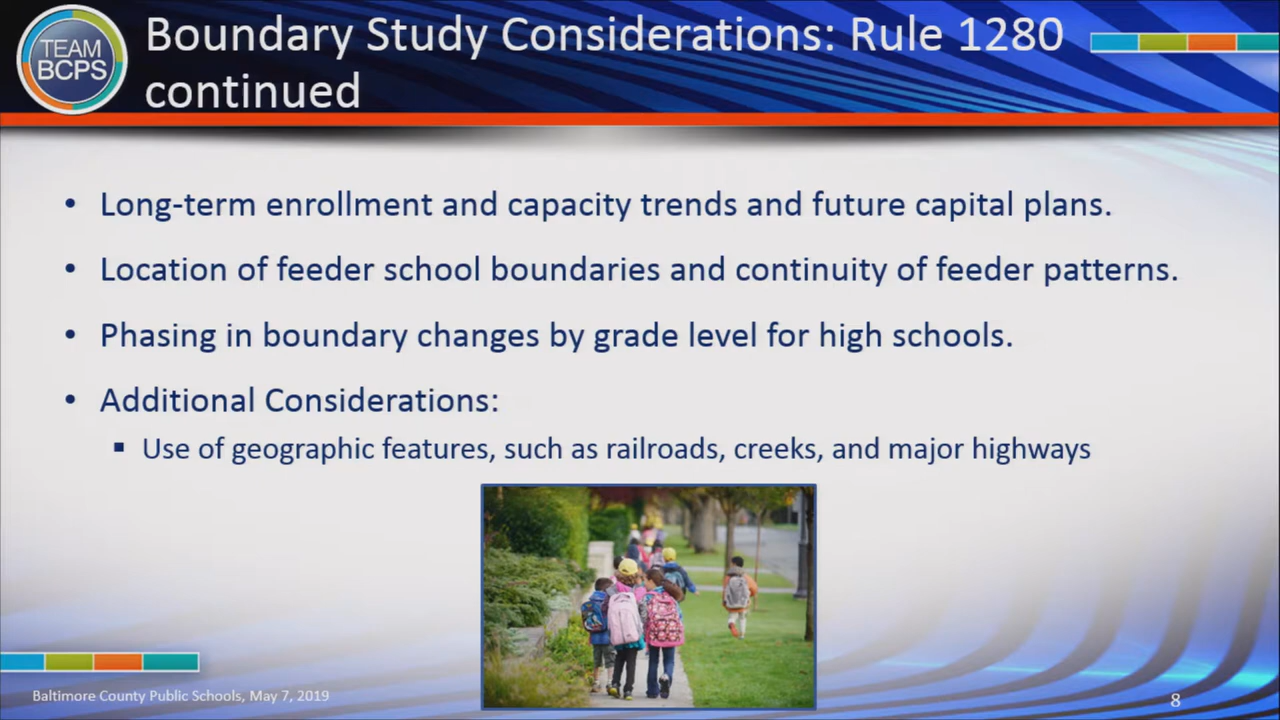 TEAM
BCPS
Boundary Study Considerations: Rule 1280
continued
• Long-term enrollment and capacity trends and future capital plans.
• Location of feeder school boundaries and continuity of feeder patterns.
• Phasing in boundary changes by grade level for high schools.
• Additional Considerations:
▪ Use of geographic features, such as railroads, creeks, and major highways
Baltimore County Public Schools, May 7, 2019
8